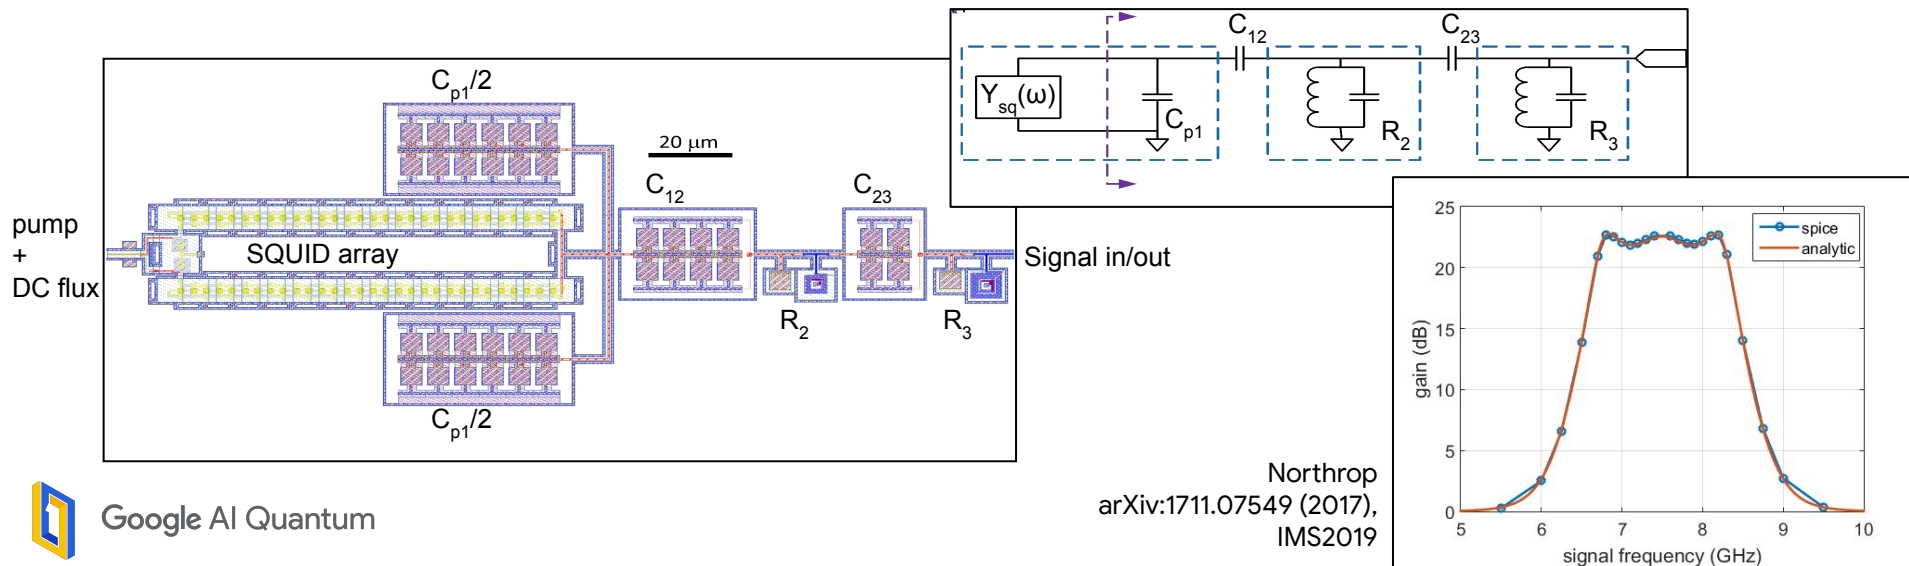 C12
C23
Ysq(ω)
Cp1
R2
R3
Cp1/2
20 µm
C12
C23
pump
+
DC flux
SQUID array
Signal in/out
R2
R3
Cp1/2
25
20
15
10
5
0
gain (dB)
spice
analytic
5
6
7
8
9
10
signal frequency (GHz)
Northrop
arXiv:1711.07549 (2017),
IMS2019
Google AI Quantum